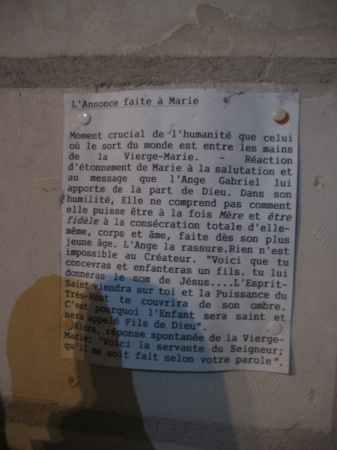 L'Annonce faite à Marie
Moment crucial de l'humanité que celui
où le sort du monde est entre les mains
de la Vierge-Marie. - Réaction
d'étonnement de Marie à la salutation et
au message que l'Ange Gabriel lui
apporte de la part de Dieu. Dans son
humilité, Elle ne comprend pas comment
elle puisse être à la fois Mère et être
fidèle à la consécration totale d'elle-
même, corps et âme, faite dès son plus
jeune âge. L'Ange la rassure.Rien n'est
impossible au Créateur. "Voici que tu
concevras et enfanteras un fils, tu lui
donneras le nom de Jésus....L'Esprit-
Saint viendra sur toi et la Puissance du
Très-Haut te couvrira de son ombre.
C'est pourquoi l'Enfant sera saint et
sera appelé Fils de Dieu".
Alors, réponse spontanée de la Vierge-
Marie: "Voici la servante du Seigneur;
qu'il me soit fait selon votre parole".